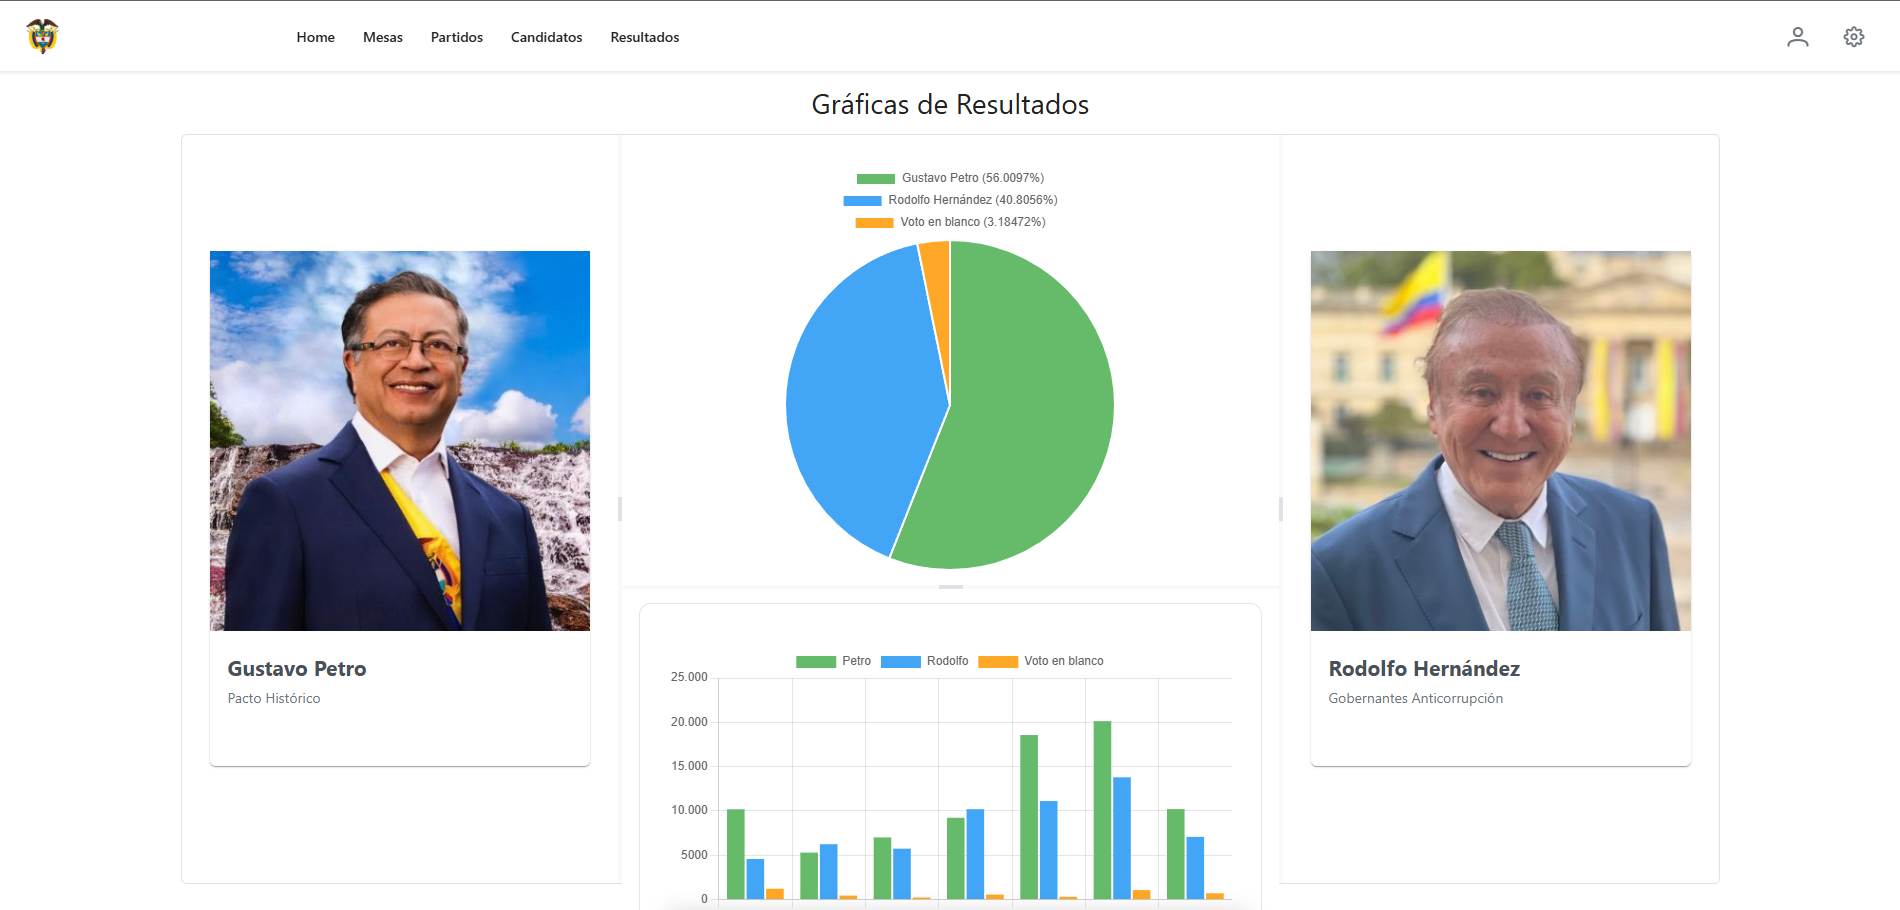 Home Mesas Partidos Candidatos Resultados
Gráficas de Resultados
Gustavo Petro (56.0097%)
Rodolfo Hernández (40.8056%)
Voto en blanco (3.18472%)
Gustavo Petro
Pacto Histórico
Petro Rodolfo Voto en blanco
25.000
20.000
15.000
10.000
5000
0
Rodolfo Hernández
Gobernantes Anticorrupción